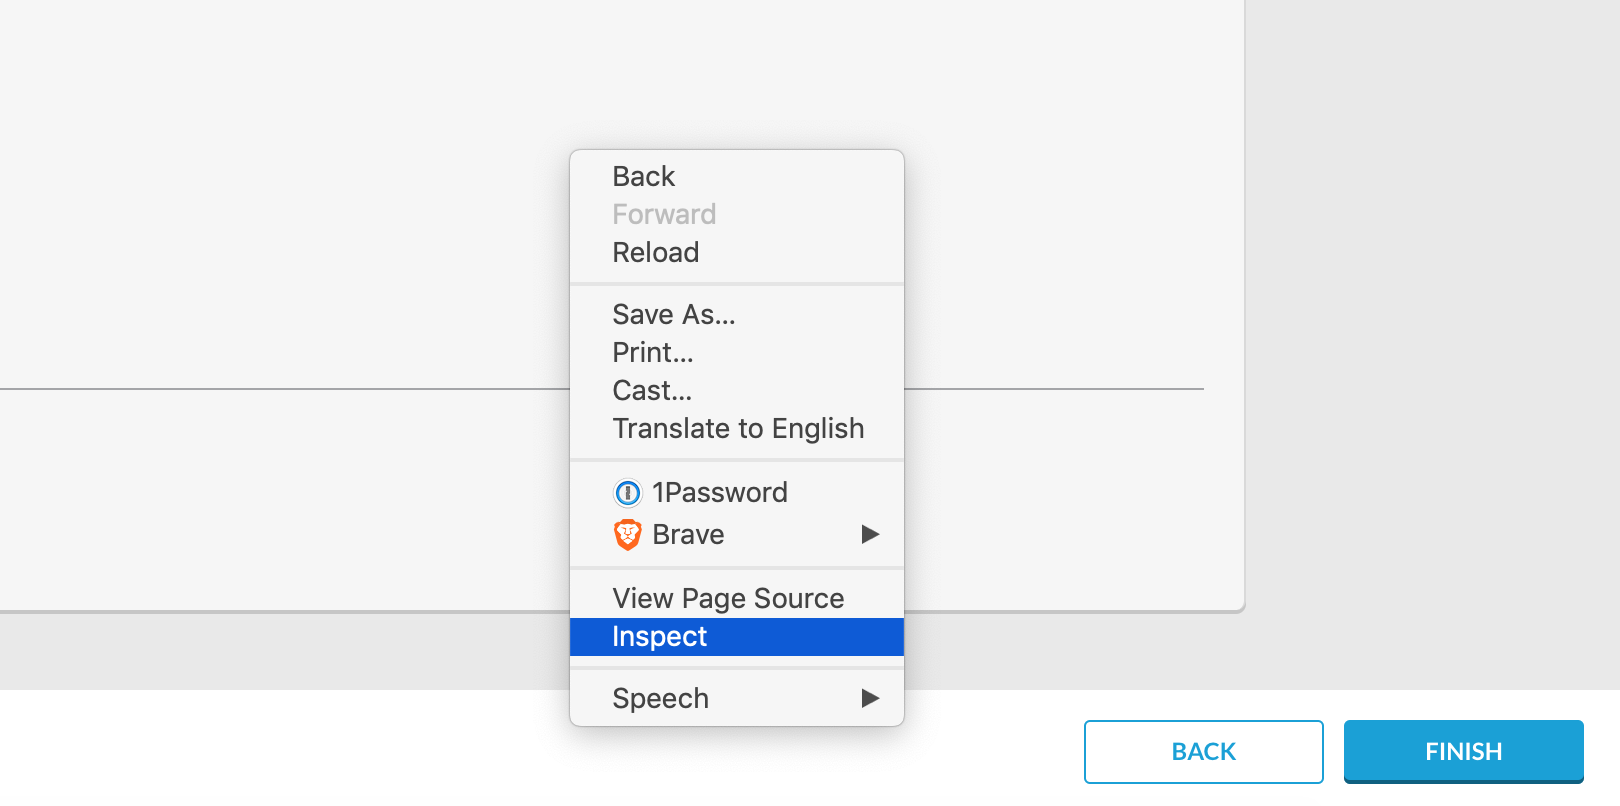 Back
Forward
Reload
Save As...
Print...
Cast...
Translate to English
1Password
Brave
View Page Source
Inspect
Speech
BACK
FINISH